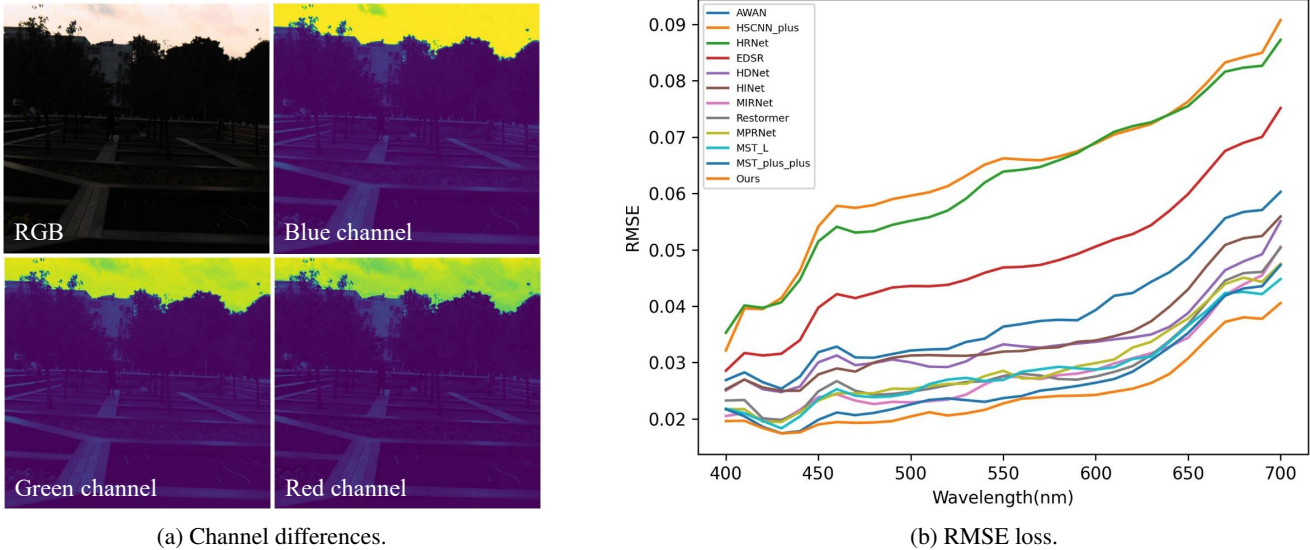 RGB
Blue channel
Green channel
Red channel
(a) Channel differences.
0.09
0.08
0.07
0.06
0.05
0.04
0.03
0.02
RMSE
AWAN
HSCNN_plus
HRNet
EDSR
HDNet
HINet
MIRNet
Restormer
MPRNet
MST_L
MST_plus_plus
Ours
400
450
500
550
600
650
700
Wavelength(nm)
(b) RMSE loss.